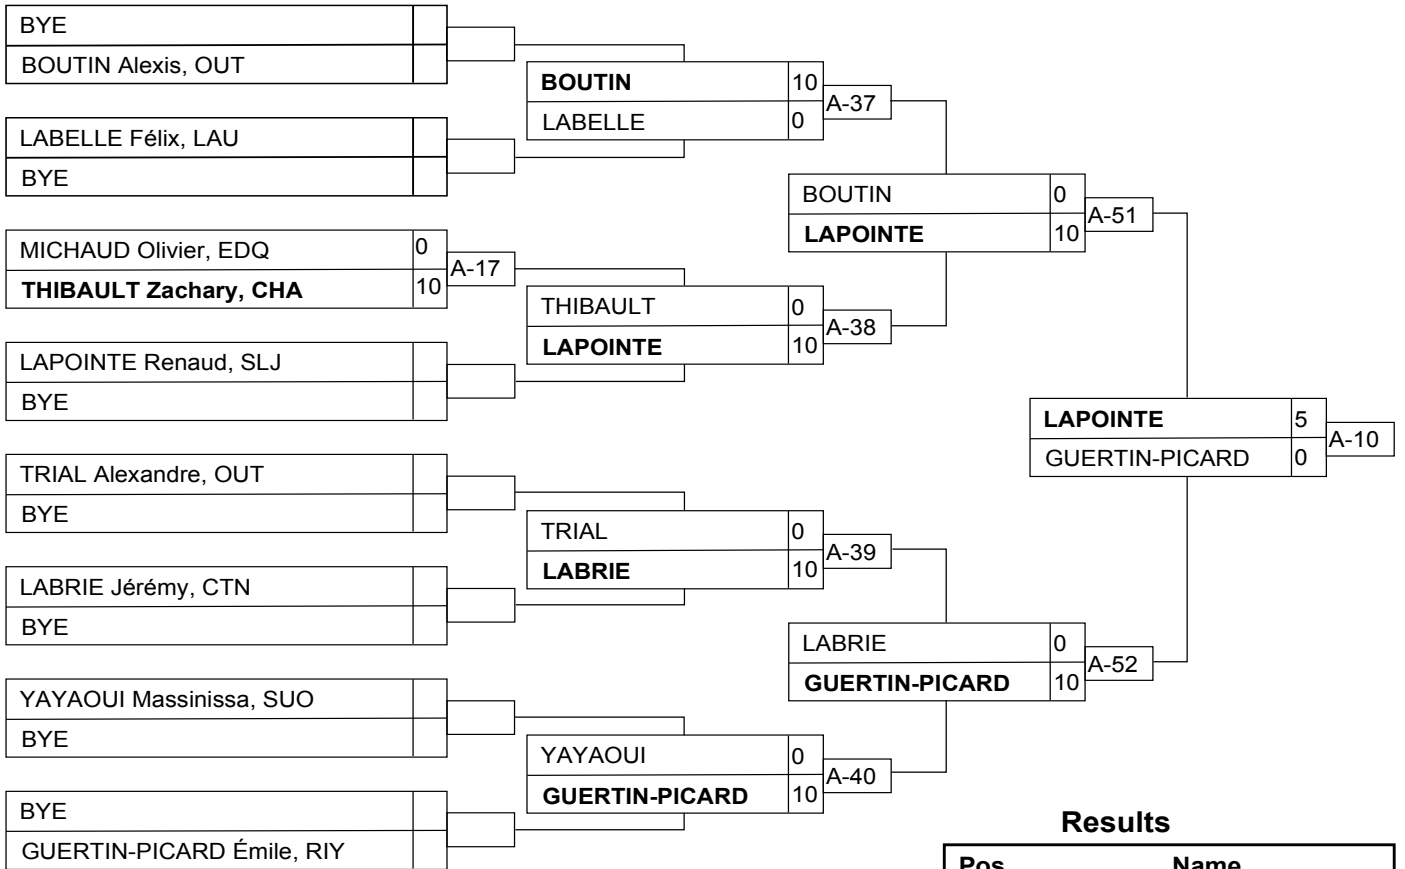 BYE
BOUTIN Alexis, OUT
LABELLE Félix, LAU
BYE
MICHAUD Olivier, EDQ 0
THIBAULT Zachary, CHA 10
A-17
LAPOINTE Renaud, SLJ
BYE
TRIAL Alexandre, OUT
BYE
LABRIE Jérémy, CTN
BYE
YAYAOUI Massinissa, SUO
BYE
BYE
GUERTIN-PICARD Émile, RIY
BOUTIN 10
LABELLE 0
A-37
THIBAULT 0
LAPOINTE 10
A-38
TRIAL 0
LABRIE 10
A-39
YAYAOUI 0
GUERTIN-PICARD 10
A-40
BOUTIN 0
LAPOINTE 10
A-51
LABRIE 0
GUERTIN-PICARD 10
A-52
LAPOINTE 5
GUERTIN-PICARD 0
A-10
Results
Pos Name